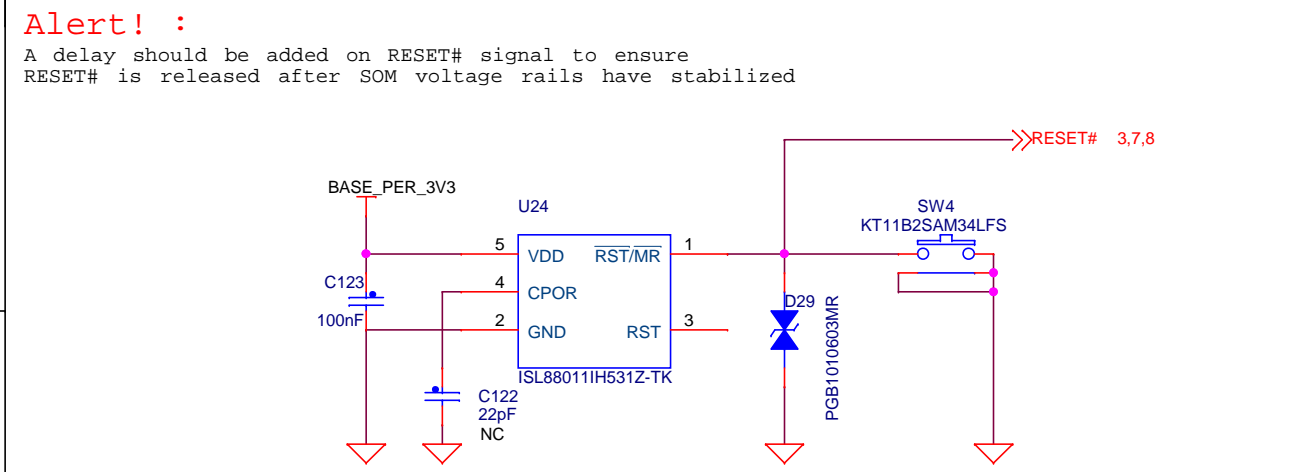 Alert! :
A delay should be added on RESET# signal to ensure
RESET# is released after SOM voltage rails have stabilized
RESET# 3,7,8
BASE_PER_3V3
U24
SW4
KT11B2SAM34LFS
5
VDD
RST/MR
1
C123
100nF
4
CPOR
2
GND
RST
3
D29
PGB1010603MR
ISL88011IH531Z-TK
C122
22pF
NC